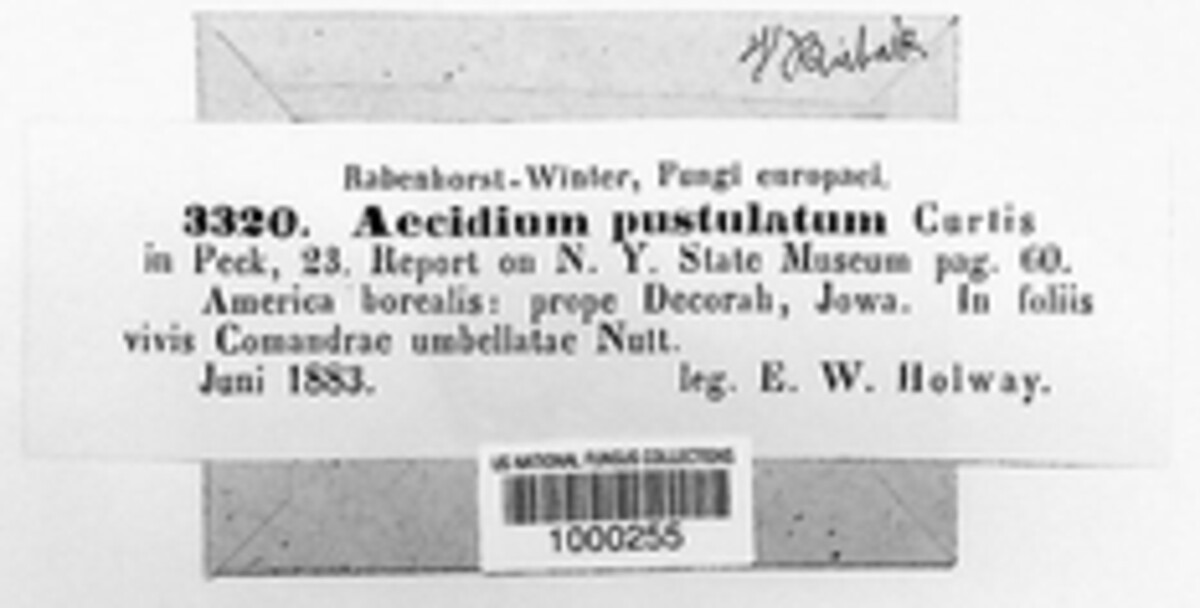 Rabenhorst-Winter, Fungi europaei.
3320. Aecidium pustulatum Curtis
in Peck, 23. Report on N. Y. State Museum pag. 60.
America borealis: prope Decorah, Jowa. In foliis
vivis Comandrae umbellatae Nutt.
Juni 1883. leg. E. W. Holway.
US NATIONAL FUNGUS COLLECTIONS
1000255